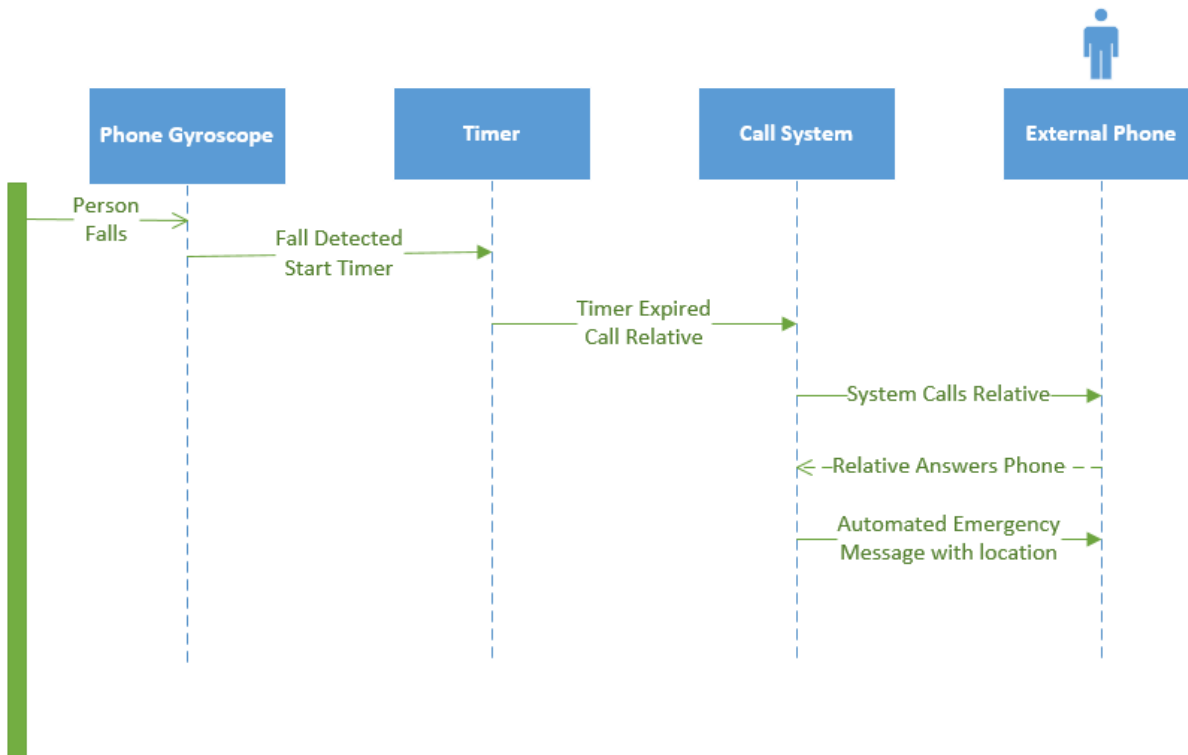 Phone Gyroscope
Timer
Call System
External Phone
Person
Falls
Fall Detected
Start Timer
Timer Expired
Call Relative
System Calls Relative
Relative Answers Phone
Automated Emergency
Message with location